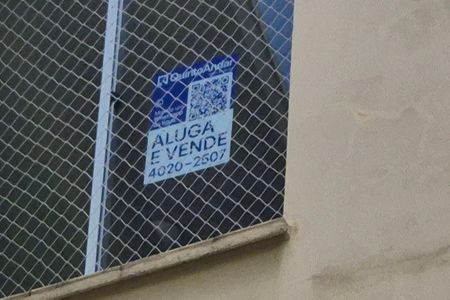 QuintoAndar
ALUGA
E VENDE
4020-2507